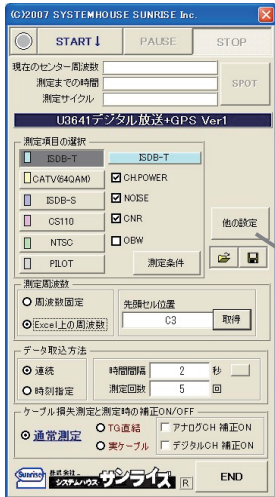 (C)2007 SYSTEMHOUSE SUNRISE Inc.
START↓ PAUSE STOP
現在のセンター周波数
測定までの時間 SPOT
測定サイクル
U3641デジタル放送+GPS Ver1
測定項目の選択
ISDB-T ISDB-T
CATV(64QAM) CH.POWER
ISDB-S NOISE
CS110 CNR 他の設定
NTSC OBW
PILOT 測定条件
測定周波数
周波数固定 先頭セル位置
Excel上の周波数 C3 取得
データ取込方法
連続 時間間隔 2 秒
時刻指定 測定回数 5 回
ケーブル損失測定と測定時の補正ON/OFF
通常測定 TG直結 アナログCH 補正ON
実ケーブル デジタルCH 補正ON
Sunrise 株式会社 システムハウス サンライズ R END